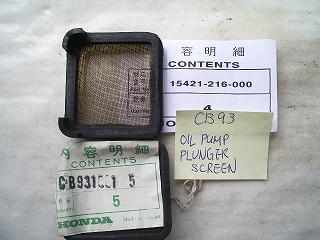 容明細
CONTENTS
15421-216-000
4
CB93
OIL PUMP
PLUNGER
SCREEN
内容明細
CONTENTS
5
5
HONDA